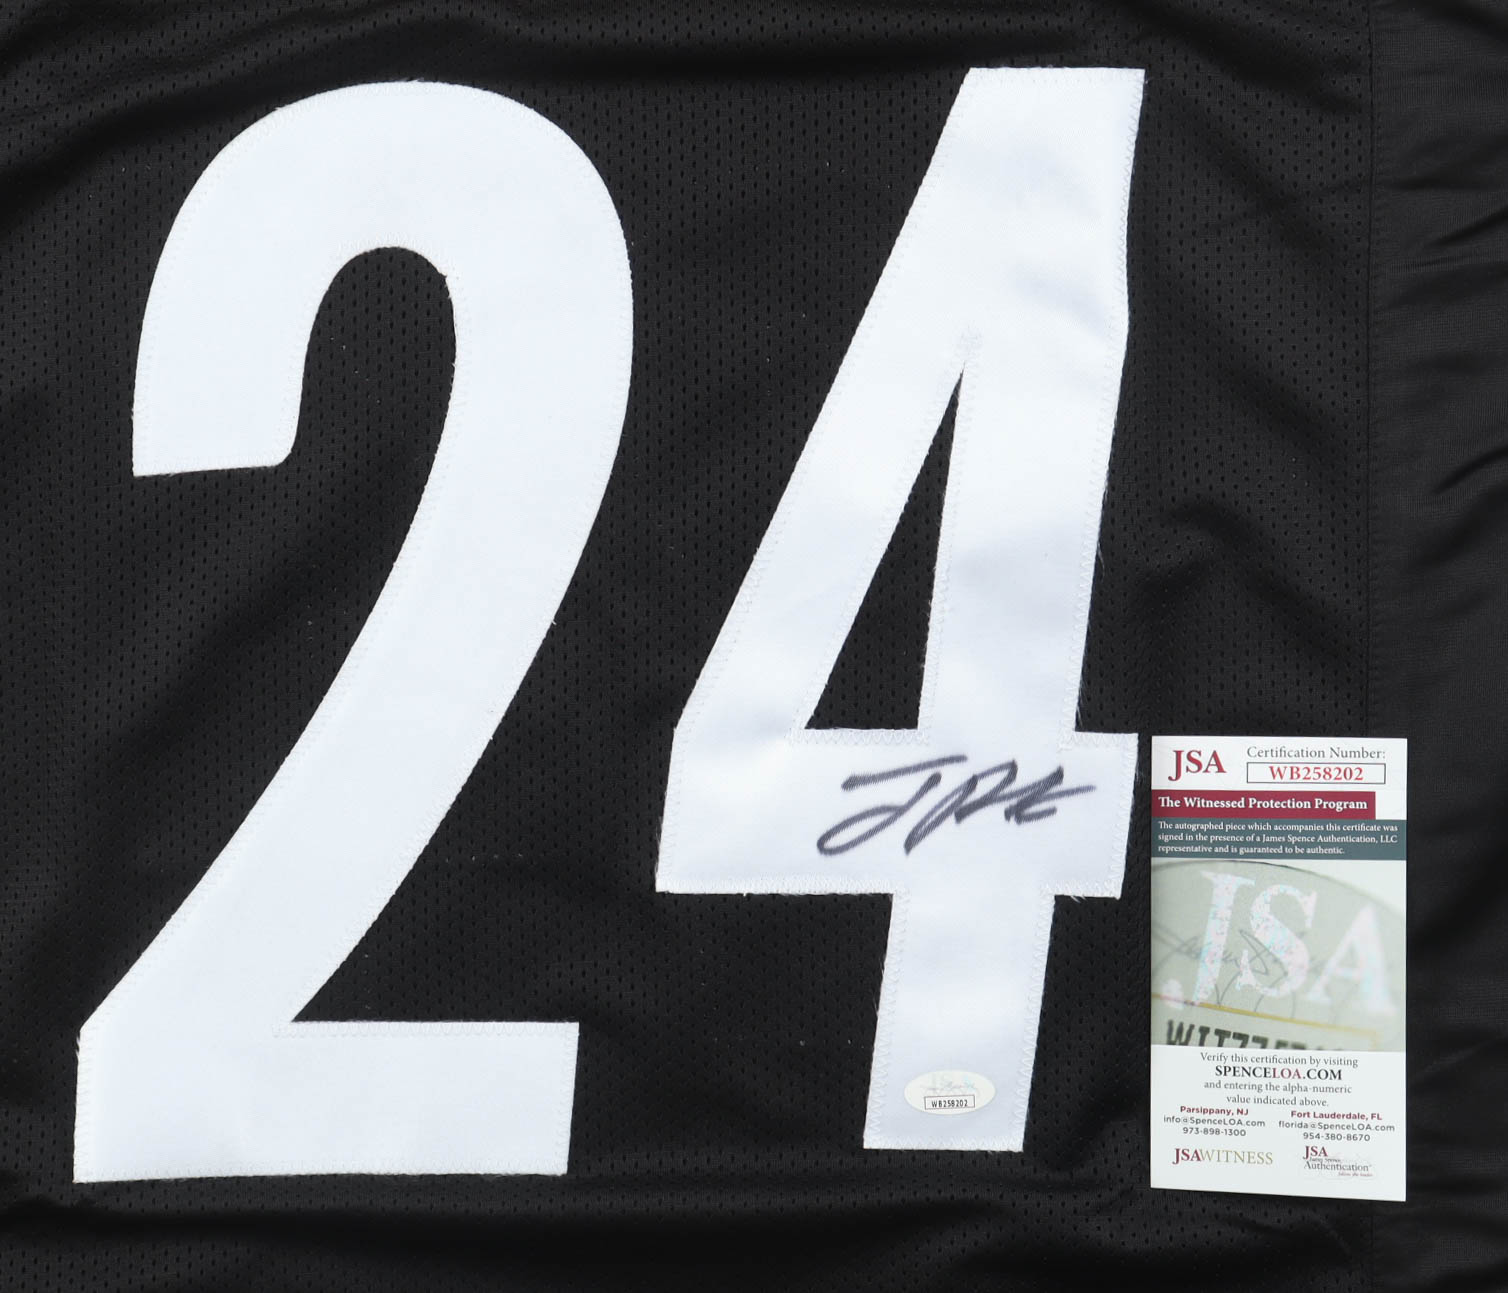 24
JSA
Certification Number:
WB258202
The Witnessed Protection Program
The autographed piece which accompanies this certificate was
signed in the presence of a James Spence Authentication, LLC
representative and is guaranteed to be authentic.
JSA
Verify this certification by visiting
SPENCELOA.COM
and entering the alpha-numeric
value indicated above.
Parsippany, NJ
info@SpenceLOA.com
973-898-1300
Fort Lauderdale, FL
florida@SpenceLOA.com
954-380-8670
JSAWITNESS
JSA
James Spence
Authentication
WB258202